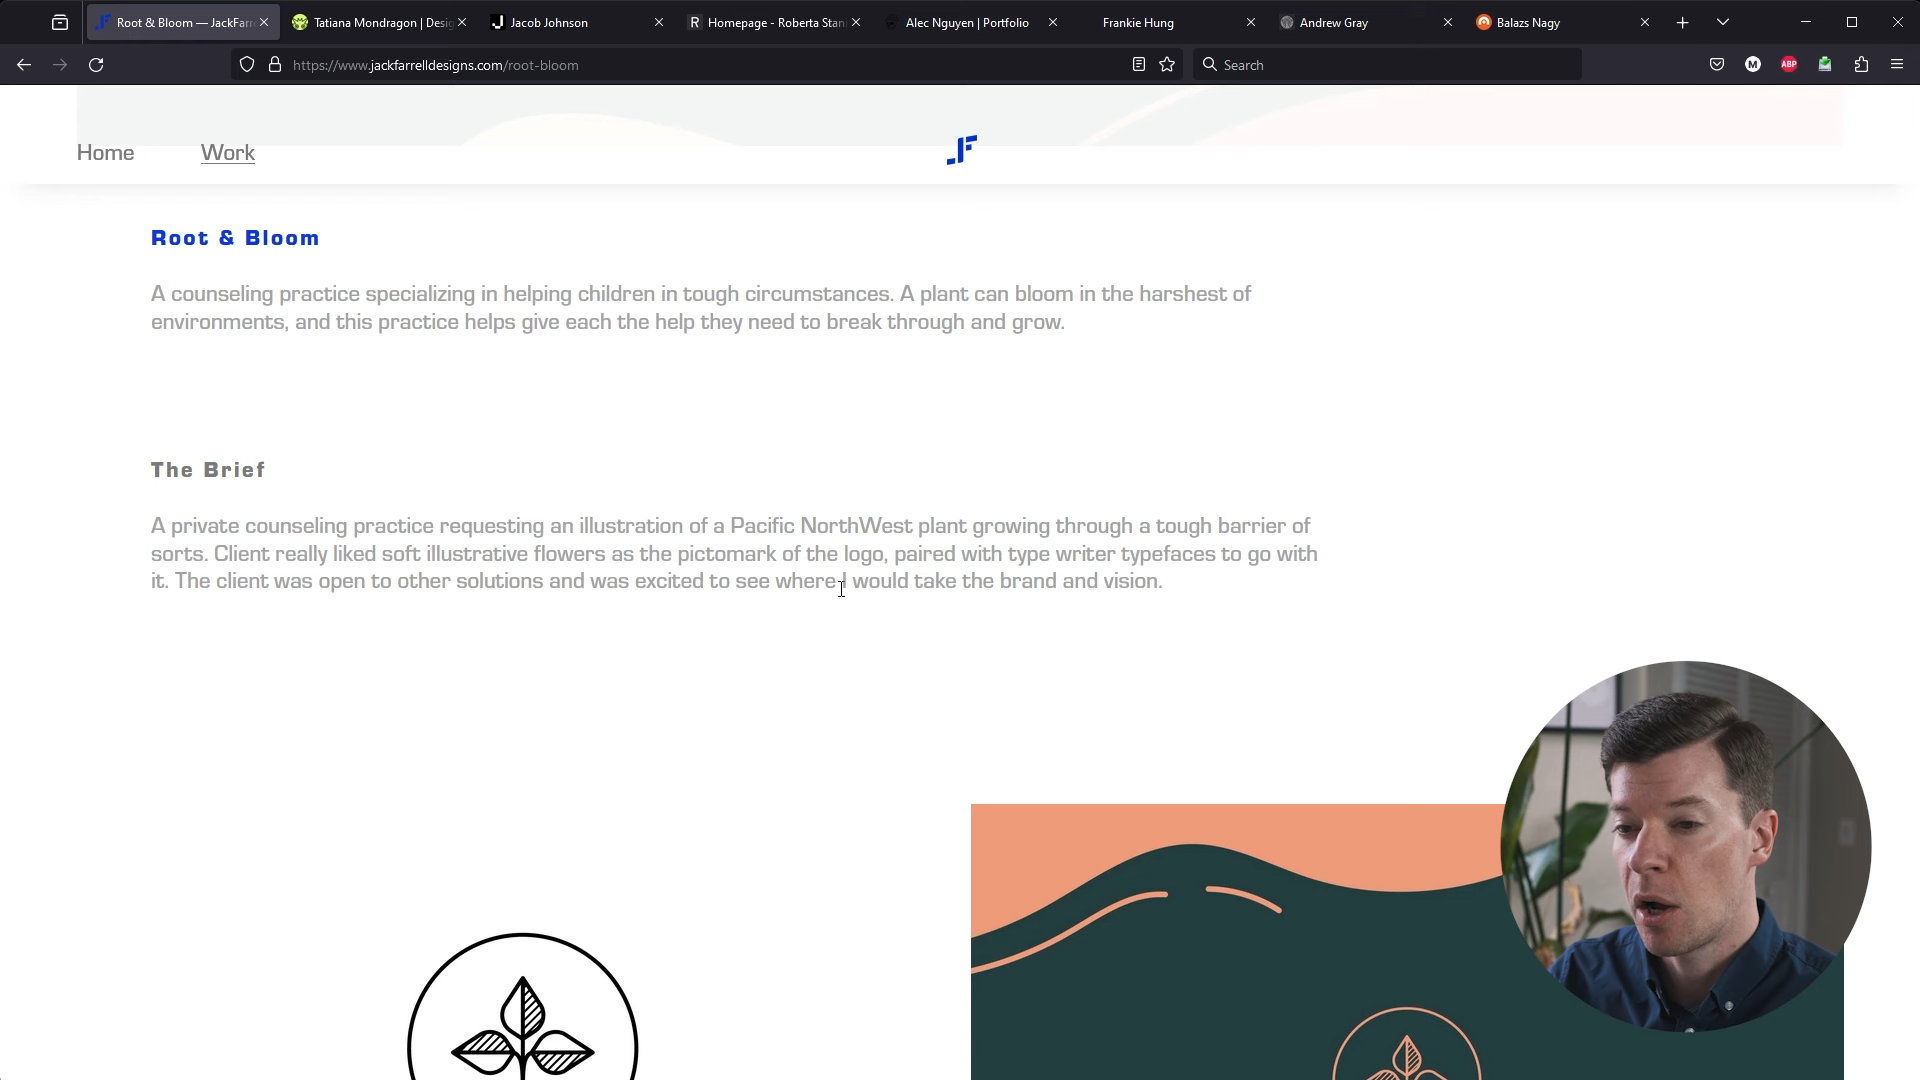 Root & Bloom — JackFarr
Tatiana Mondragon | Desig
Jacob Johnson
Homepage - Roberta Stan
Alec Nguyen | Portfolio
Frankie Hung
Andrew Gray
Balazs Nagy
https://www.jackfarrelldesigns.com/root-bloom
Search
M
ABP
Home
Work
JF
Root & Bloom
A counseling practice specializing in helping children in tough circumstances. A plant can bloom in the harshest of
environments, and this practice helps give each the help they need to break through and grow.
The Brief
A private counseling practice requesting an illustration of a Pacific NorthWest plant growing through a tough barrier of
sorts. Client really liked soft illustrative flowers as the pictomark of the logo, paired with type writer typefaces to go with
it. The client was open to other solutions and was excited to see where I would take the brand and vision.